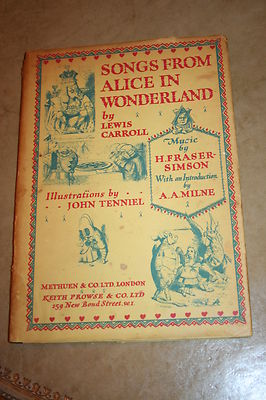 SONGS FROM
ALICE IN
WONDERLAND
by
LEWIS
CARROLL
Music by
H. FRASER-
SIMSON
With an Introduction
by
A. A. MILNE
Illustrations by
JOHN TENNIEL
METHUEN & CO. LTD. LONDON
KEITH PROWSE & CO. LTD
159 New Bond Street. W.1